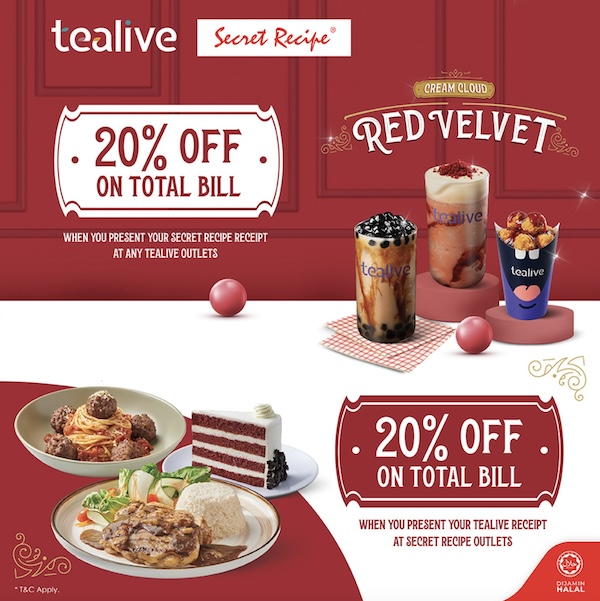 tealive
Secret Recipe®
CREAM CLOUD
RED VELVET
20% OFF
ON TOTAL BILL
WHEN YOU PRESENT YOUR SECRET RECIPE RECEIPT
AT ANY TEALIVE OUTLETS
tealive
tealive
tealive
20% OFF
ON TOTAL BILL
WHEN YOU PRESENT YOUR TEALIVE RECEIPT
AT SECRET RECIPE OUTLETS
* T&C Apply.
DIJAMIN
HALAL